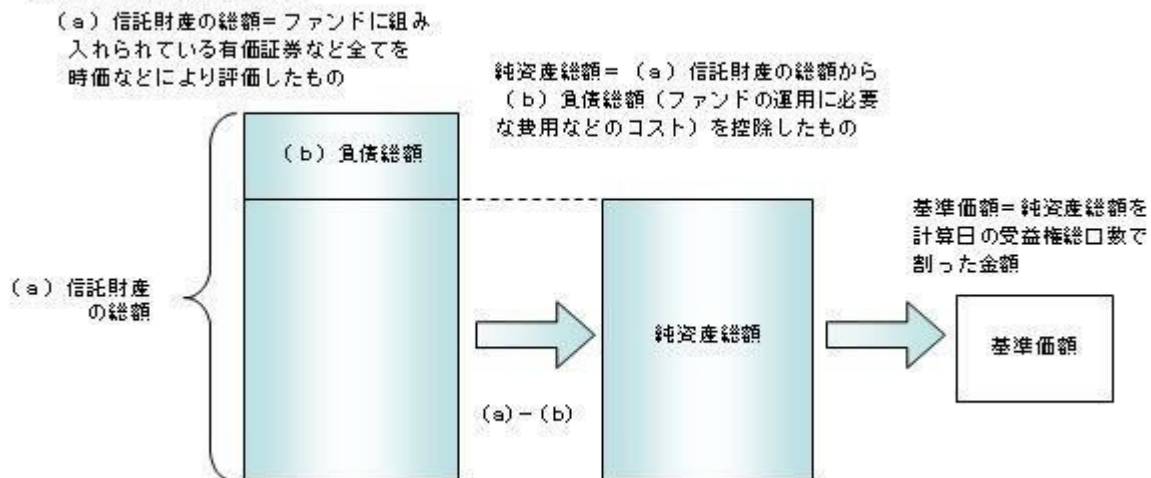 (a)信託財産の総額=ファンドに組み
入れられている有価証券など全てを
時価などにより評価したもの
純資産総額=(a)信託財産の総額から
(b)負債総額(ファンドの運用に必要
な費用などのコスト)を控除したもの
(b)負債総額
基準価額=純資産総額を
計算日の受益権総口数で
割った金額
(a)信託財産
の総額
純資産総額
基準価額
(a)-(b)